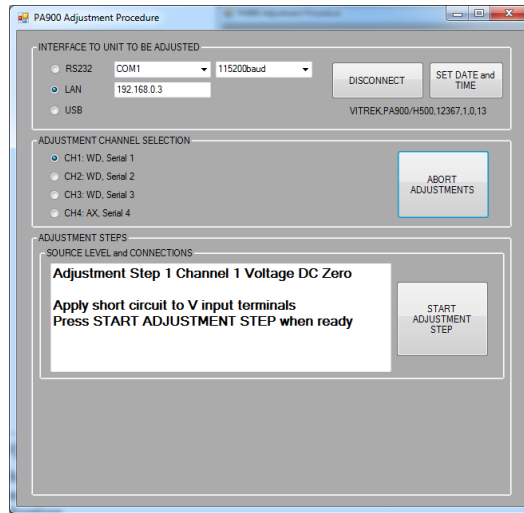 PA900 Adjustment Procedure
INTERFACE TO UNIT TO BE ADJUSTED
RS232
COM1
115200baud
LAN
192.168.0.3
USB
DISCONNECT
SET DATE and
TIME
VITREK,PA900/H500,12367,1,0,13
ADJUSTMENT CHANNEL SELECTION
CH1: WD, Serial 1
CH2: WD, Serial 2
CH3: WD, Serial 3
CH4: AX, Serial 4
ABORT
ADJUSTMENTS
ADJUSTMENT STEPS
SOURCE LEVEL and CONNECTIONS
Adjustment Step 1 Channel 1 Voltage DC Zero
Apply short circuit to V input terminals
Press START ADJUSTMENT STEP when ready
START
ADJUSTMENT
STEP